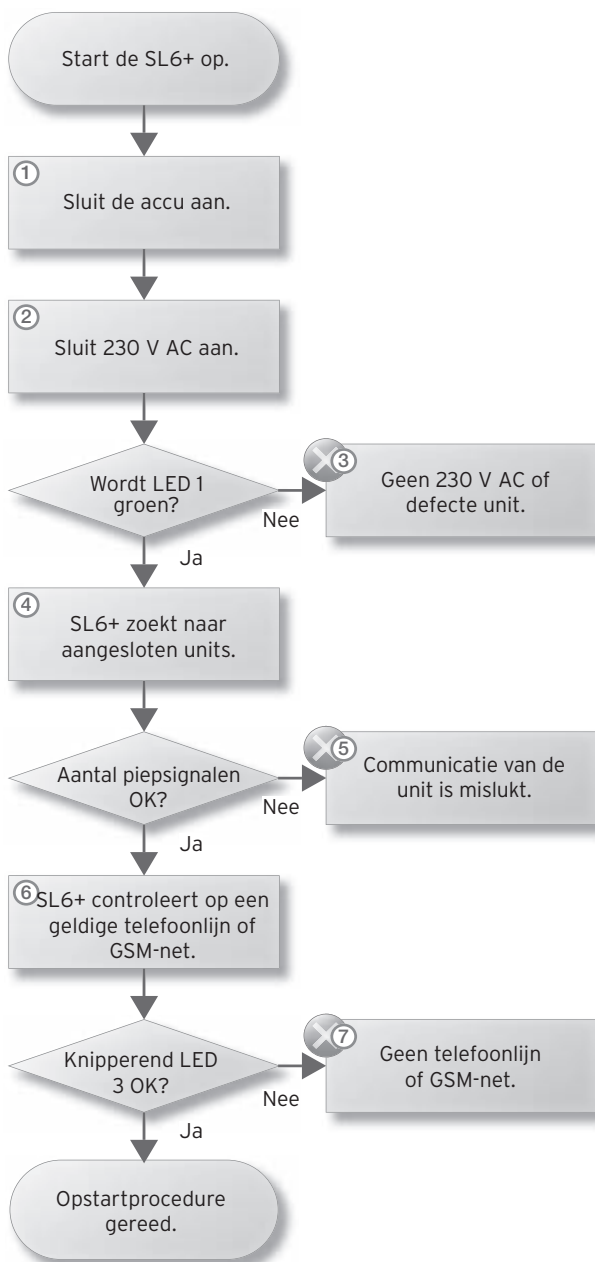 Start de SL6+ op.
1
Sluit de accu aan.
2
Sluit 230 V AC aan.
Wordt LED 1
groen?
Nee
3
Geen 230 V AC of
defecte unit.
Ja
4
SL6+ zoekt naar
aangesloten units.
Aantal piepsignalen
OK?
Nee
5
Communicatie van de
unit is mislukt.
Ja
6
SL6+ controleert op een
geldige telefoonlijn of
GSM-net.
Knipperend LED
3 OK?
Nee
7
Geen telefoonlijn
of GSM-net.
Ja
Opstartprocedure
gereed.